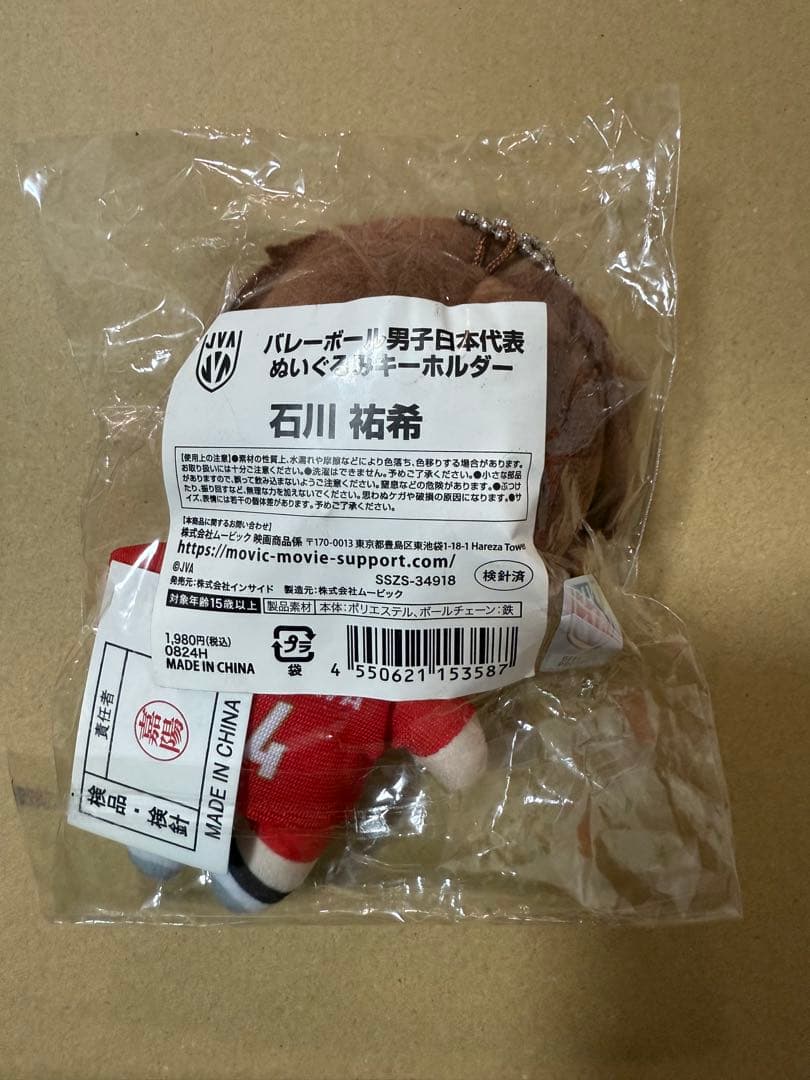 JVA
バレーボール男子日本代表
ぬいぐるみキーホルダー
石川 祐希
【使用上の注意】●素材の性質上、水濡れや摩擦などにより色落ち、色移りする場合があります。
お取り扱いには十分ご注意ください。●洗濯はできません。予めご了承ください。●小さな部品
がありますので、誤って飲み込まないようご注意ください。窒息などの危険があります。●ぶつけ
たり、振り回すなど、無理な力を加えないでください。思わぬケガや破損の原因になります。●サ
イズ、表情には若干の個体差があります。予めご了承ください。
【本商品に関するお問い合わせ】
株式会社ムービック 映画商品係 〒170-0013 東京都豊島区東池袋1-18-1 Hareza Tower
https://movic-movie-support.com/
©JVA
SSZS-34918
検針済
発売元:株式会社インサイド 製造元:株式会社ムービック
対象年齢15歳以上 製品素材 本体:ポリエステル、ボールチェーン:鉄
1,980円(税込)
0824H
MADE IN CHINA
プラ
袋
4 550621 153587
責任者
嘉陽
検品・検針
MADE IN CHINA
4